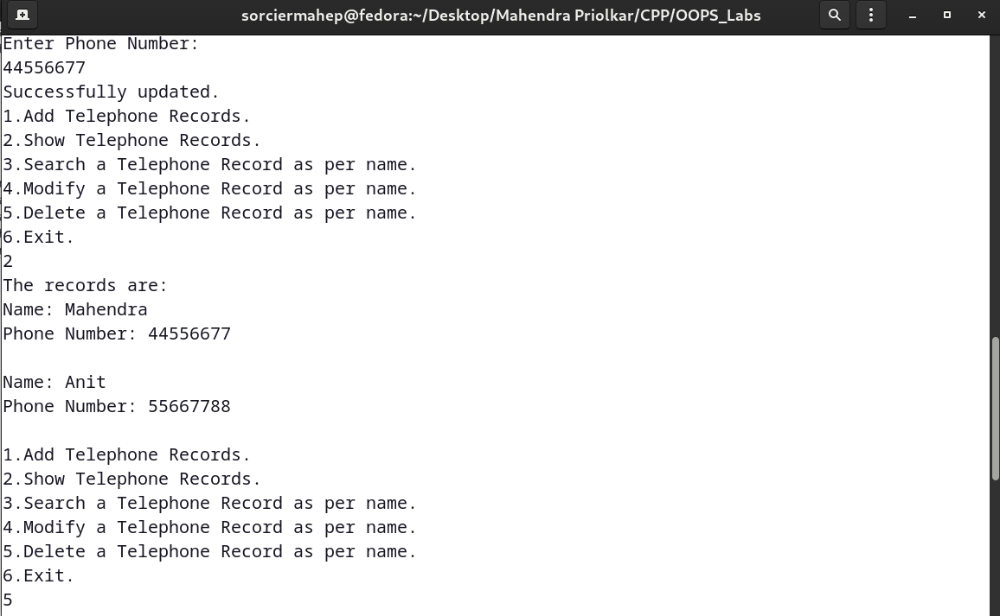 sorciermahep@fedora:~/Desktop/Mahendra Priolkar/CPP/OOPS_Labs
Enter Phone Number:
44556677
Successfully updated.
1.Add Telephone Records.
2.Show Telephone Records.
3.Search a Telephone Record as per name.
4.Modify a Telephone Record as per name.
5.Delete a Telephone Record as per name.
6.Exit.
2
The records are:
Name: Mahendra
Phone Number: 44556677

Name: Anit
Phone Number: 55667788

1.Add Telephone Records.
2.Show Telephone Records.
3.Search a Telephone Record as per name.
4.Modify a Telephone Record as per name.
5.Delete a Telephone Record as per name.
6.Exit.
5